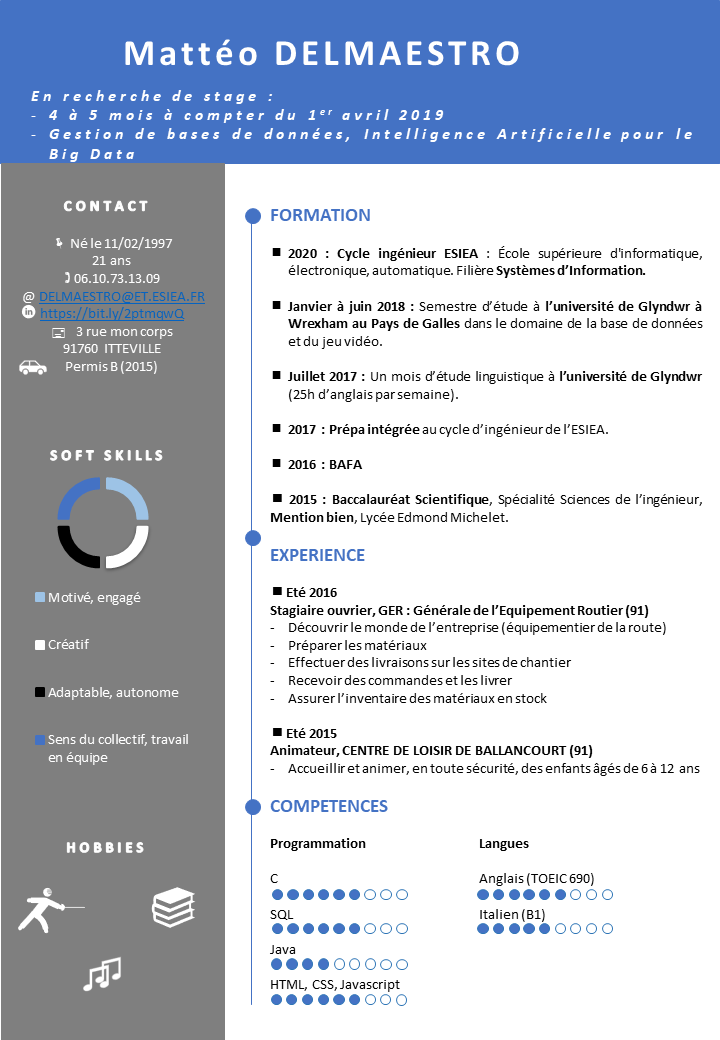 Mattéo DELMAESTRO
En recherche de stage :
- 4 à 5 mois à compter du 1er avril 2019
- Gestion de bases de données, Intelligence Artificielle pour le
Big Data
CONTACT
Né le 11/02/1997
21 ans
06.10.73.13.09
@ DELMAESTRO@ET.ESIEA.FR
in https://bit.ly/2ptmqwQ
3 rue mon corps
91760 ITTEVILLE
Permis B (2015)
SOFT SKILLS
Motivé, engagé
Créatif
Adaptable, autonome
Sens du collectif, travail
en équipe
HOBBIES
FORMATION
■ 2020 : Cycle ingénieur ESIEA : École supérieure d'informatique,
électronique, automatique. Filière Systèmes d'Information.
■ Janvier à juin 2018 : Semestre d'étude à l'université de Glyndwr à
Wrexham au Pays de Galles dans le domaine de la base de données
et du jeu vidéo.
■ Juillet 2017 : Un mois d'étude linguistique à l'université de Glyndwr
(25h d'anglais par semaine).
■ 2017 : Prépa intégrée au cycle d'ingénieur de l'ESIEA.
■ 2016 : BAFA
■ 2015 : Baccalauréat Scientifique, Spécialité Sciences de l'ingénieur,
Mention bien, Lycée Edmond Michelet.
EXPERIENCE
■ Eté 2016
Stagiaire ouvrier, GER : Générale de l'Equipement Routier (91)
- Découvrir le monde de l'entreprise (équipementier de la route)
- Préparer les matériaux
- Effectuer des livraisons sur les sites de chantier
- Recevoir des commandes et les livrer
- Assurer l'inventaire des matériaux en stock
■ Eté 2015
Animateur, CENTRE DE LOISIR DE BALLANCOURT (91)
- Accueillir et animer, en toute sécurité, des enfants âgés de 6 à 12 ans
COMPETENCES
Programmation
C
SQL
Java
HTML, CSS, Javascript
Langues
Anglais (TOEIC 690)
Italien (B1)